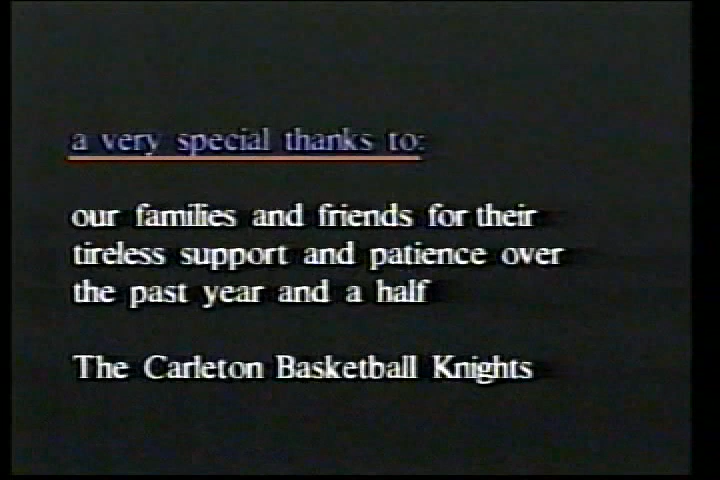 a very special thanks to:
our families and friends for their
tireless support and patience over
the past year and a half
The Carleton Basketball Knights